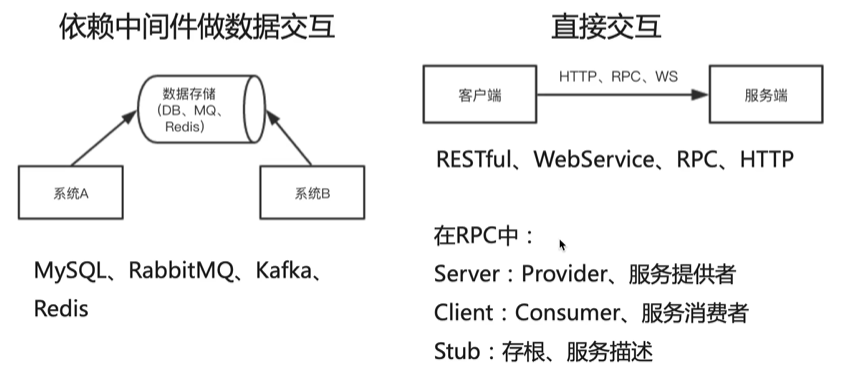 依赖中间件做数据交互
数据存储
（DB、MQ、
Redis）
系统A
系统B
MySQL、RabbitMQ、Kafka、
Redis
直接交互
客户端
HTTP、RPC、WS
服务端
RESTful、WebService、RPC、HTTP
在RPC中：
Server：Provider、服务提供者
Client：Consumer、服务消费者
Stub：存根、服务描述